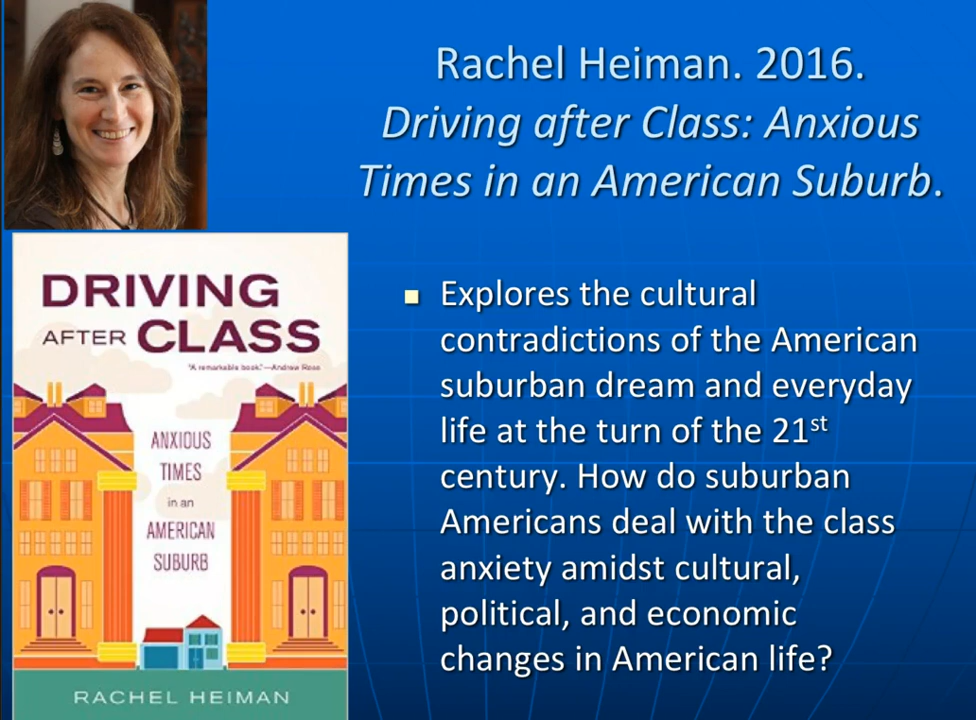 Rachel Heiman. 2016.
Driving after Class: Anxious
Times in an American Suburb.
DRIVING
AFTER CLASS
"A remarkable book."—Andrew Ross
ANXIOUS
TIMES
in an
AMERICAN
SUBURB
RACHEL HEIMAN
Explores the cultural
contradictions of the American
suburban dream and everyday
life at the turn of the 21st
century. How do suburban
Americans deal with the class
anxiety amidst cultural,
political, and economic
changes in American life?